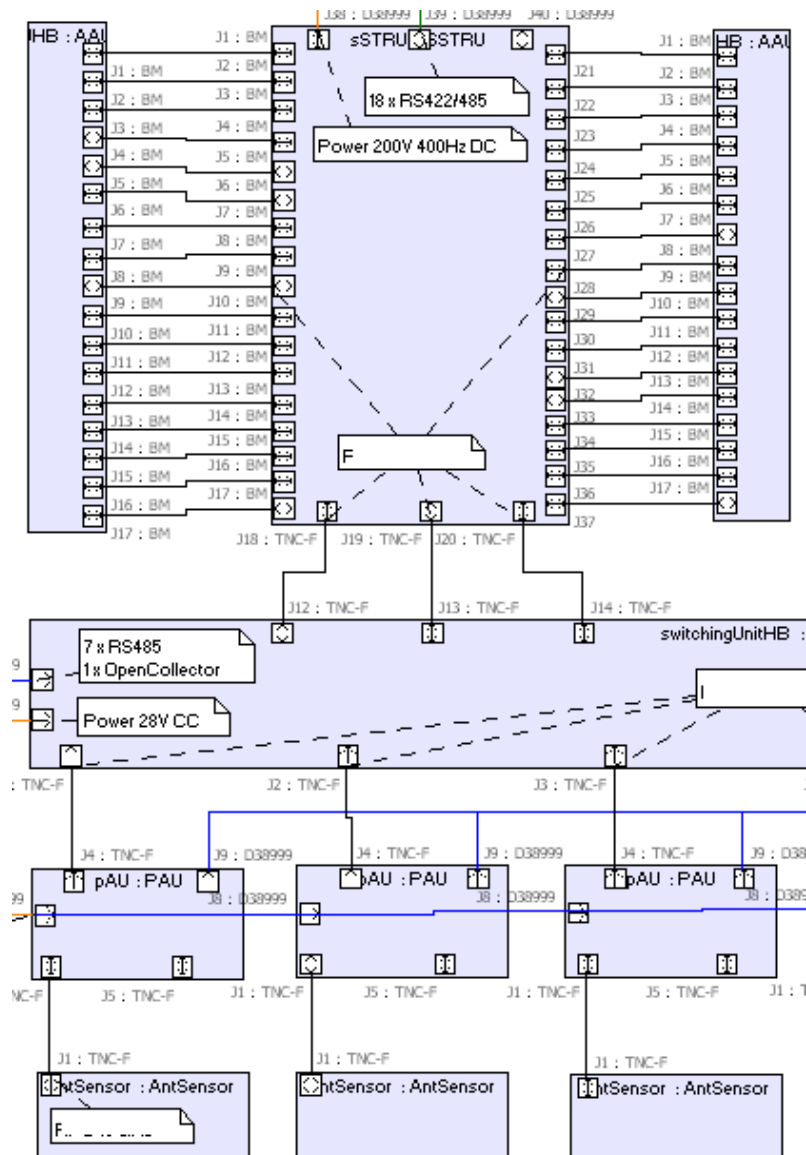 J38 : D38999 J39 : D38999 J40 : D38999
HB : AAU sSTRU SSTRU HB : AAU
18 x RS422/485
Power 200V 400Hz DC
J1 : BM J1 : BM
J1 : BM J2 : BM J21 J2 : BM
J2 : BM J3 : BM J22 J3 : BM
J3 : BM J4 : BM J23 J4 : BM
J4 : BM J5 : BM J24 J5 : BM
J5 : BM J6 : BM J25 J6 : BM
J6 : BM J7 : BM J26 J7 : BM
J7 : BM J8 : BM J27 J8 : BM
J8 : BM J9 : BM J28 J9 : BM
J9 : BM J10 : BM J29 J10 : BM
J10 : BM J11 : BM J30 J11 : BM
J11 : BM J12 : BM J31 J12 : BM
J12 : BM J13 : BM J32 J13 : BM
J13 : BM J14 : BM J33 J14 : BM
J14 : BM J15 : BM J34 J15 : BM
J15 : BM J16 : BM J35 J16 : BM
J16 : BM J17 : BM J36 J17 : BM
J17 : BM J37
F
J18 : TNC-F J19 : TNC-F J20 : TNC-F
J12 : TNC-F J13 : TNC-F J14 : TNC-F
switchingUnitHB :
7 x RS485
1 x OpenCollector
Power 28V CC
I
: TNC-F J2 : TNC-F J3 : TNC-F
J4 : TNC-F J9 : D38999 J4 : TNC-F J9 : D38999 J4 : TNC-F J9 : D38
pAU : PAU pAU : PAU pAU : PAU
J8 : D38999 J8 : D38999 J8 : D3899
NC-F J5 : TNC-F J1 : TNC-F J5 : TNC-F J1 : TNC-F J5 : TNC-F J1 : T
J1 : TNC-F J1 : TNC-F J1 : TNC-F
ntSensor : AntSensor ntSensor : AntSensor ntSensor : AntSensor